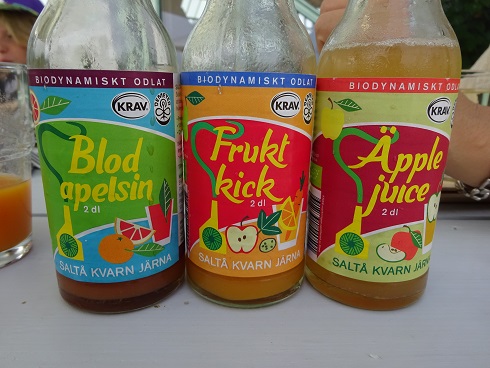 BIODYNAMISKT ODLAT
KRAV
Blod
apelsin
2 dl
SALTÅ KVARN JÄRNA
BIODYNAMISKT ODLAT
KRAV
Frukt
kick
2 dl
SALTÅ KVARN JÄRNA
BIODYNAMISKT ODLAT
KRAV
Äpple
juice
2 dl
SALTÅ KVARN JÄRNA